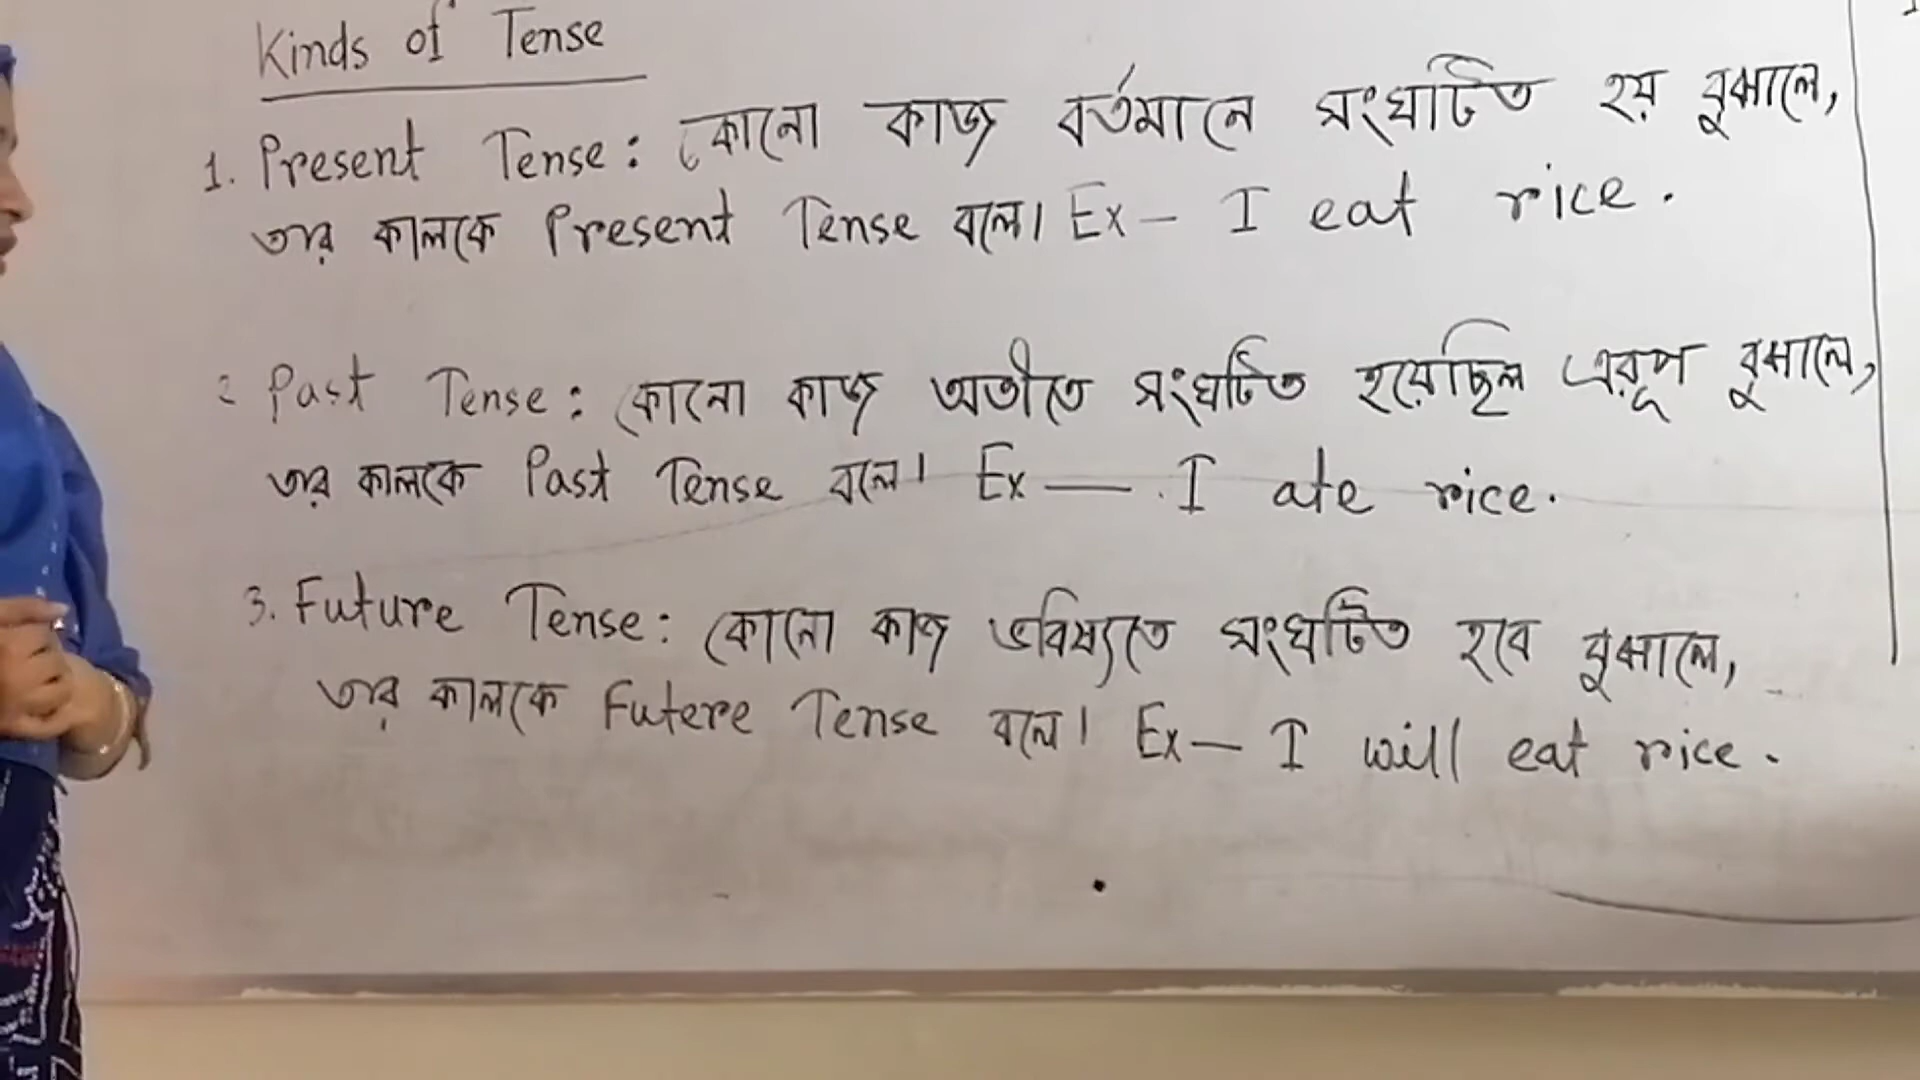 Kinds of Tense
1. Present Tense: কোনো কাজ বর্তমানে সংঘটিত হয় বুঝালে,
তার কালকে Present Tense বলে। Ex - I eat rice.
2 Past Tense: কোনো কাজ অতীতে সংঘটিত হয়েছিল এরূপ বুঝালে,
তার কালকে Past Tense বলে। Ex — I ate rice.
3. Future Tense: কোনো কাজ ভবিষ্যতে সংঘটিত হবে বুঝালে,
তার কালকে Futere Tense বলে। Ex — I will eat rice.